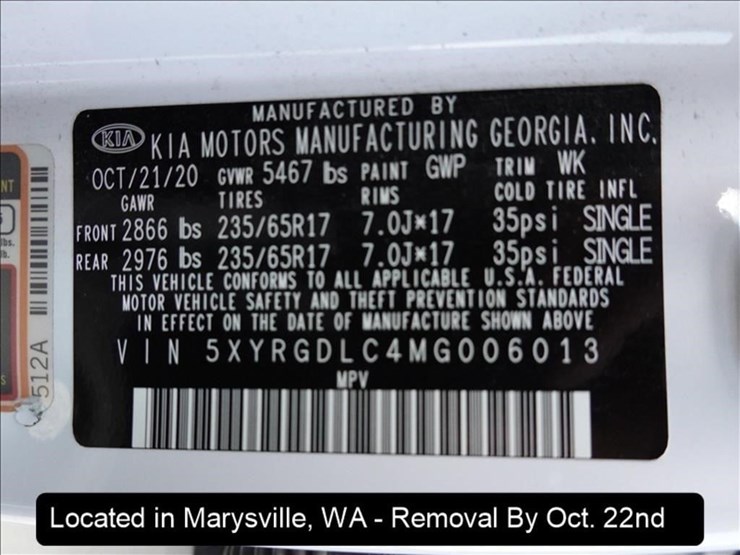 MANUFACTURED BY
KIA KIA MOTORS MANUFACTURING GEORGIA, INC.
OCT/21/20 GVWR 5467 lbs PAINT GWP TRIM WK
GAWR TIRES RIMS COLD TIRE INFL
FRONT 2866 lbs 235/65R17 7.0J*17 35psi SINGLE
REAR 2976 lbs 235/65R17 7.0J*17 35psi SINGLE
THIS VEHICLE CONFORMS TO ALL APPLICABLE U.S.A. FEDERAL
MOTOR VEHICLE SAFETY AND THEFT PREVENTION STANDARDS
IN EFFECT ON THE DATE OF MANUFACTURE SHOWN ABOVE
VIN 5XYRGDLC4MG006013
MPV
512A
Located in Marysville, WA - Removal By Oct. 22nd